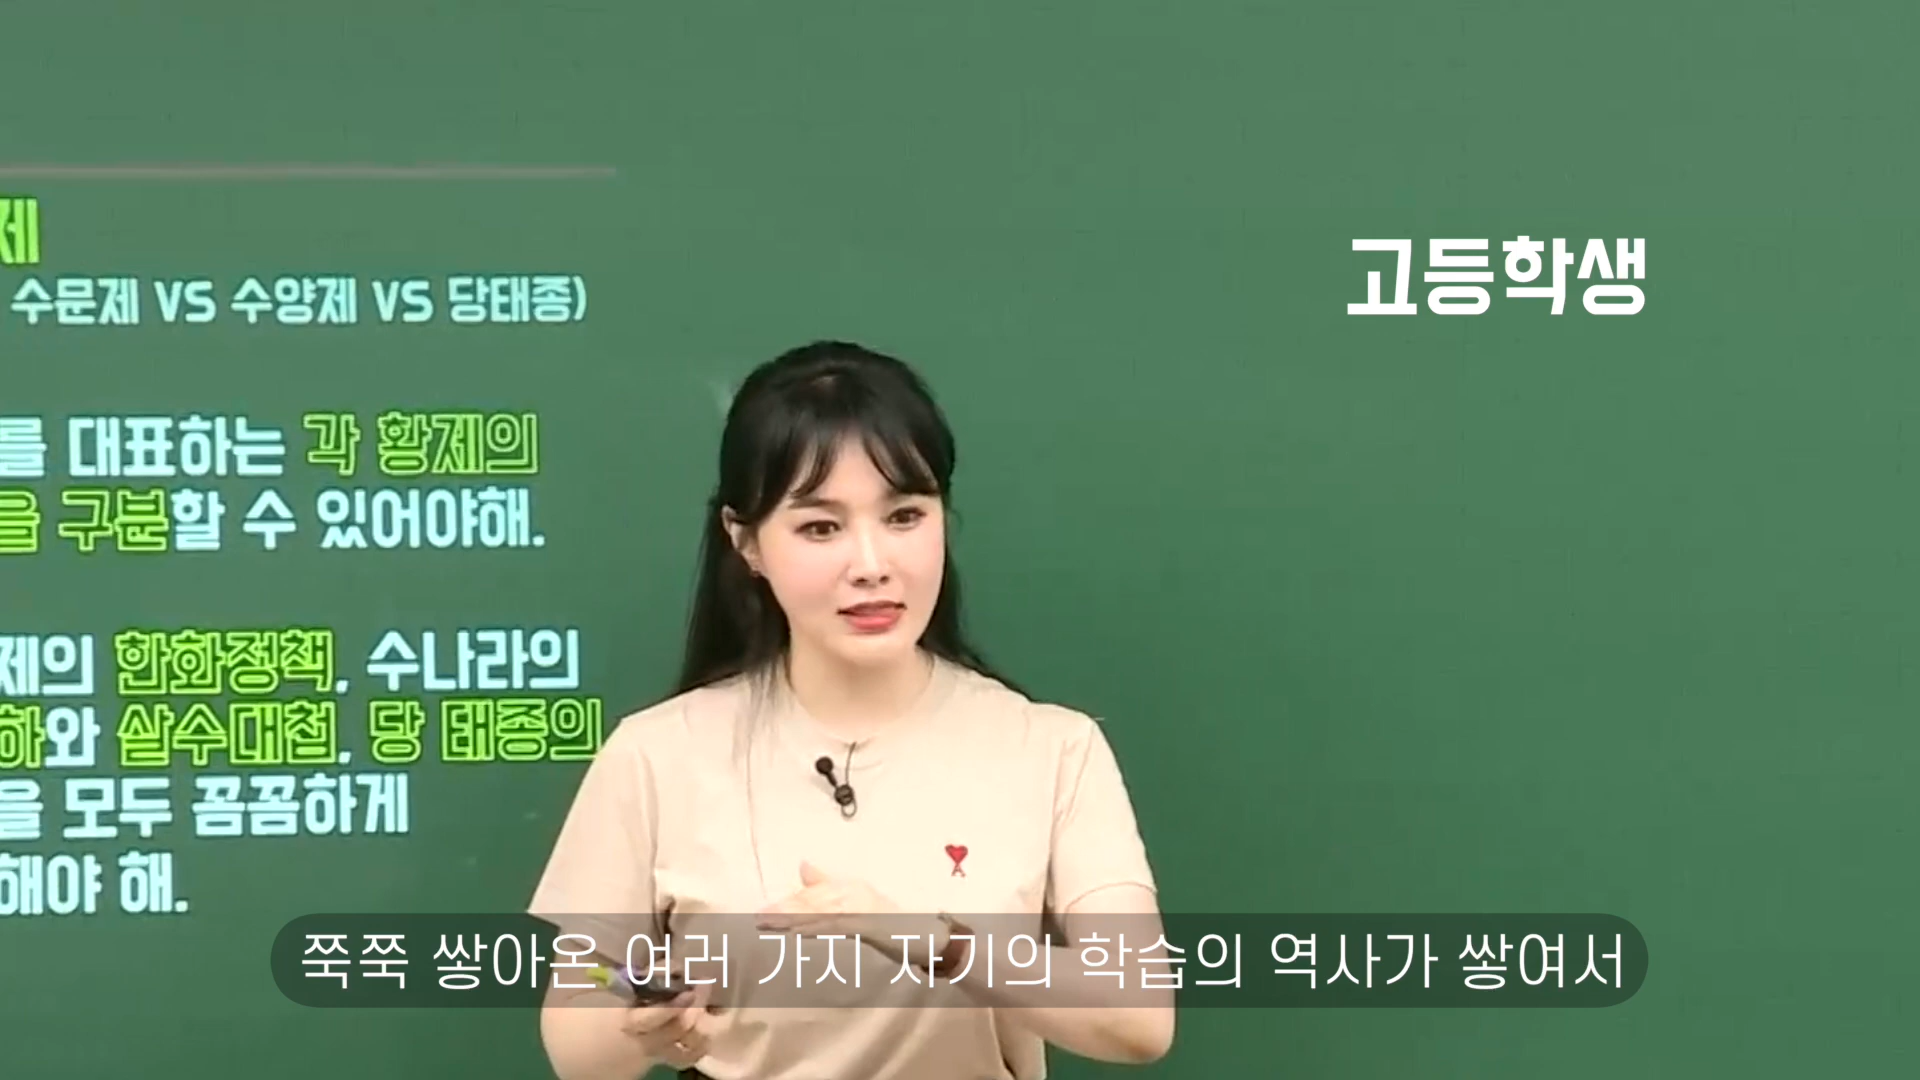 제
수문제 VS 수양제 VS 당태종)
를 대표하는 각 황제의
을 구분할 수 있어야해.
제의 한화정책, 수나라의
하와 살수대첩, 당 태종의
을 모두 꼼꼼하게
해야 해.
고등학생
쭉쭉 쌓아온 여러 가지 자기의 학습의 역사가 쌓여서